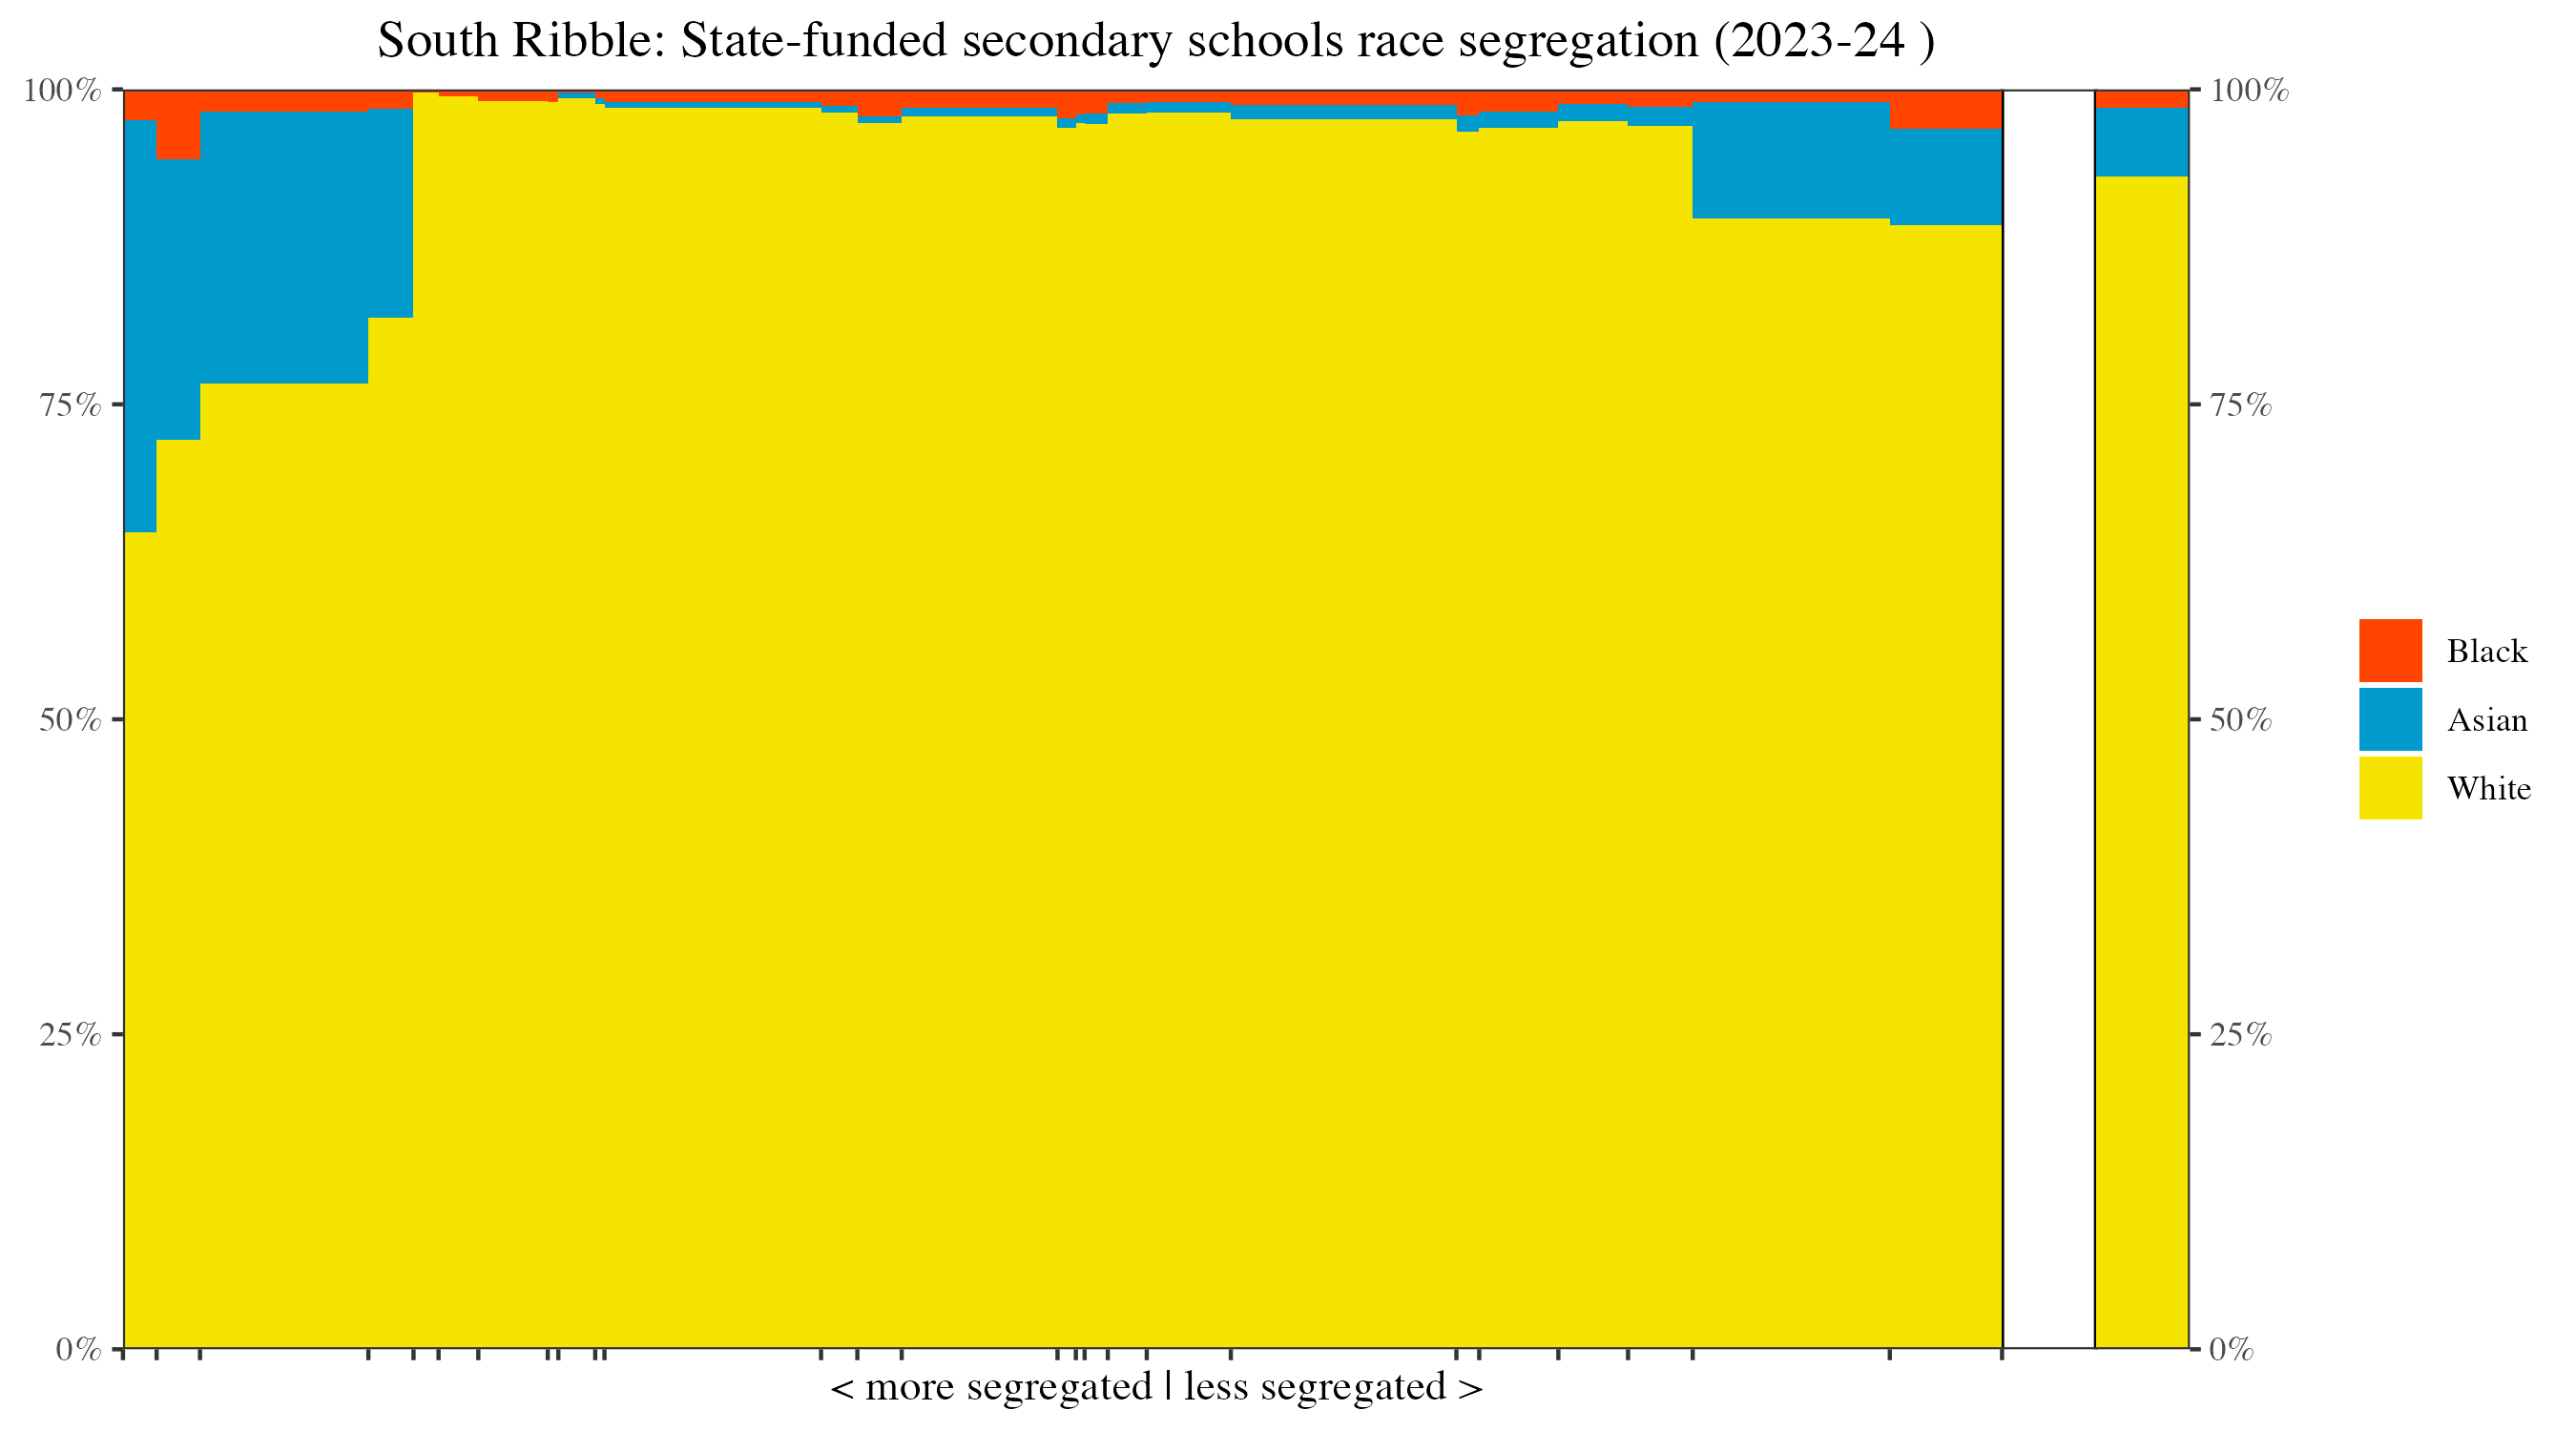 South Ribble: State-funded secondary schools race segregation (2023-24 )
100%
75%
50%
25%
0%
100%
75%
50%
25%
0%
Black
Asian
White
< more segregated | less segregated >